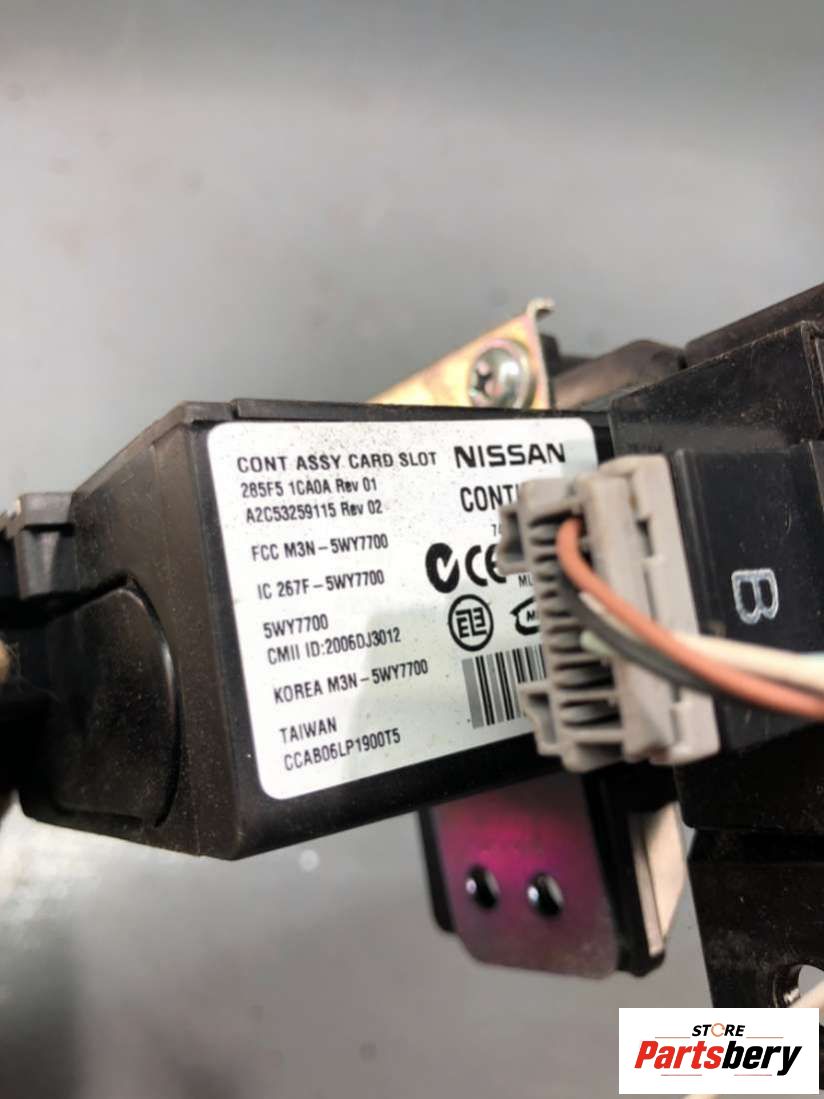 CONT ASSY CARD SLOT NISSAN
285F5 1CA0A Rev 01
A2C53259115 Rev 02
FCC M3N-5WY7700
IC 267F-5WY7700
5WY7700
CMII ID:2006DJ3012
KOREA M3N-5WY7700
TAIWAN
CCAB06LP1900T5
CE
B
STORE
Partsbery